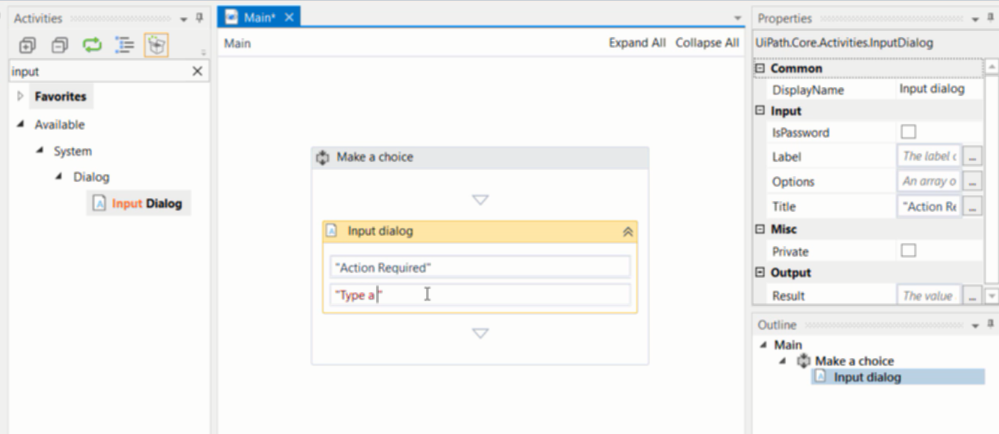 Activities
input
Favorites
Available
System
Dialog
Input Dialog
Main*
Main
Expand All Collapse All
Make a choice
Input dialog
"Action Required"
"Type a "
Properties
UiPath.Core.Activities.InputDialog
Common
DisplayName Input dialog
Input
IsPassword
Label The label c ...
Options An array o ...
Title "Action Re ...
Misc
Private
Output
Result The value ...
Outline
Main
Make a choice
Input dialog